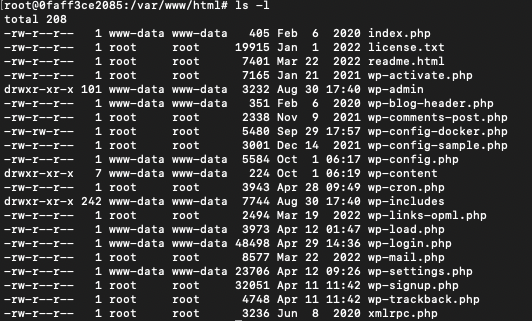 [root@0faff3ce2085:/var/www/html# ls -l
total 208
-rw-r--r-- 1 www-data www-data 405 Feb 6 2020 index.php
-rw-r--r-- 1 root root 19915 Jan 1 2022 license.txt
-rw-r--r-- 1 root root 7401 Mar 22 2022 readme.html
-rw-r--r-- 1 root root 7165 Jan 21 2021 wp-activate.php
drwxr-xr-x 101 www-data www-data 3232 Aug 30 17:40 wp-admin
-rw-r--r-- 1 www-data www-data 351 Feb 6 2020 wp-blog-header.php
-rw-r--r-- 1 root root 2338 Nov 9 2021 wp-comments-post.php
-rw-rw-r-- 1 root root 5480 Sep 29 17:57 wp-config-docker.php
-rw-r--r-- 1 root root 3001 Dec 14 2021 wp-config-sample.php
-rw-r--r-- 1 www-data www-data 5584 Oct 1 06:17 wp-config.php
drwxr-xr-x 7 www-data www-data 224 Oct 1 06:19 wp-content
-rw-r--r-- 1 root root 3943 Apr 28 09:49 wp-cron.php
drwxr-xr-x 242 www-data www-data 7744 Aug 30 17:40 wp-includes
-rw-r--r-- 1 root root 2494 Mar 19 2022 wp-links-opml.php
-rw-r--r-- 1 www-data www-data 3973 Apr 12 01:47 wp-load.php
-rw-r--r-- 1 www-data www-data 48498 Apr 29 14:36 wp-login.php
-rw-r--r-- 1 root root 8577 Mar 22 2022 wp-mail.php
-rw-r--r-- 1 www-data www-data 23706 Apr 12 09:26 wp-settings.php
-rw-r--r-- 1 root root 32051 Apr 11 11:42 wp-signup.php
-rw-r--r-- 1 root root 4748 Apr 11 11:42 wp-trackback.php
-rw-r--r-- 1 root root 3236 Jun 8 2020 xmlrpc.php